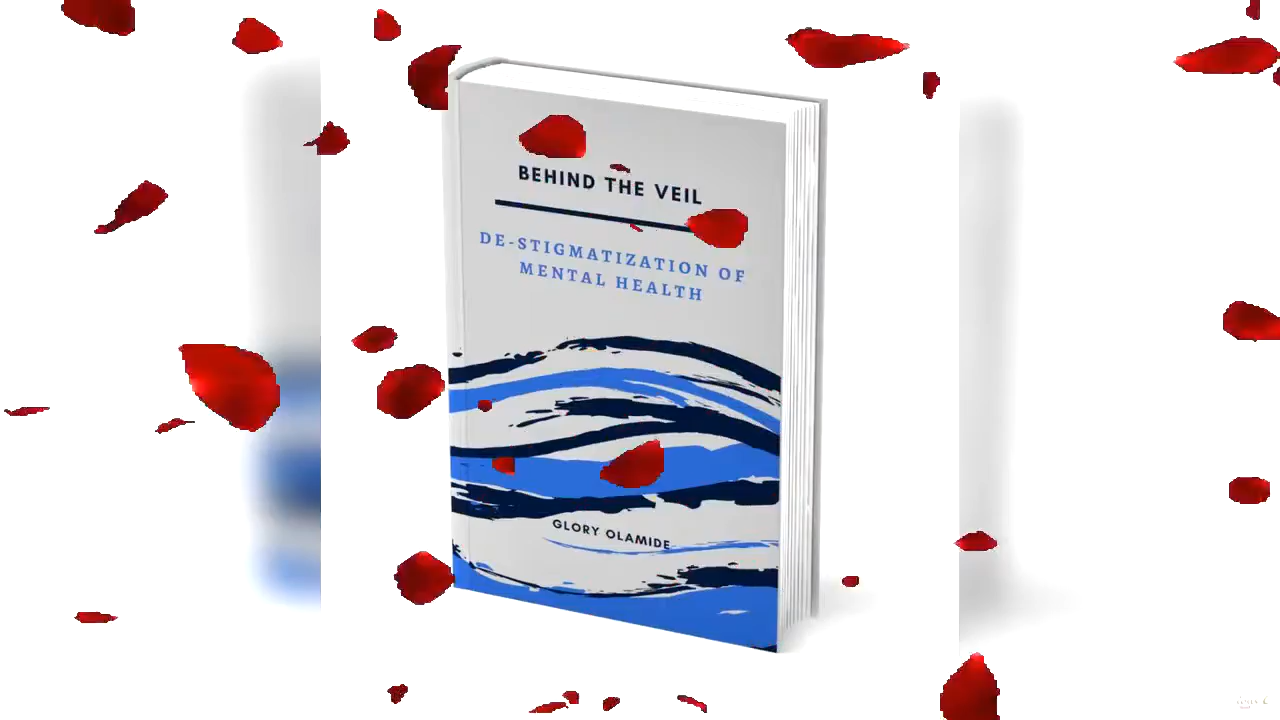 BEHIND THE VEIL
DE-STIGMATIZATION OF
MENTAL HEALTH
GLORY OLAMIDE